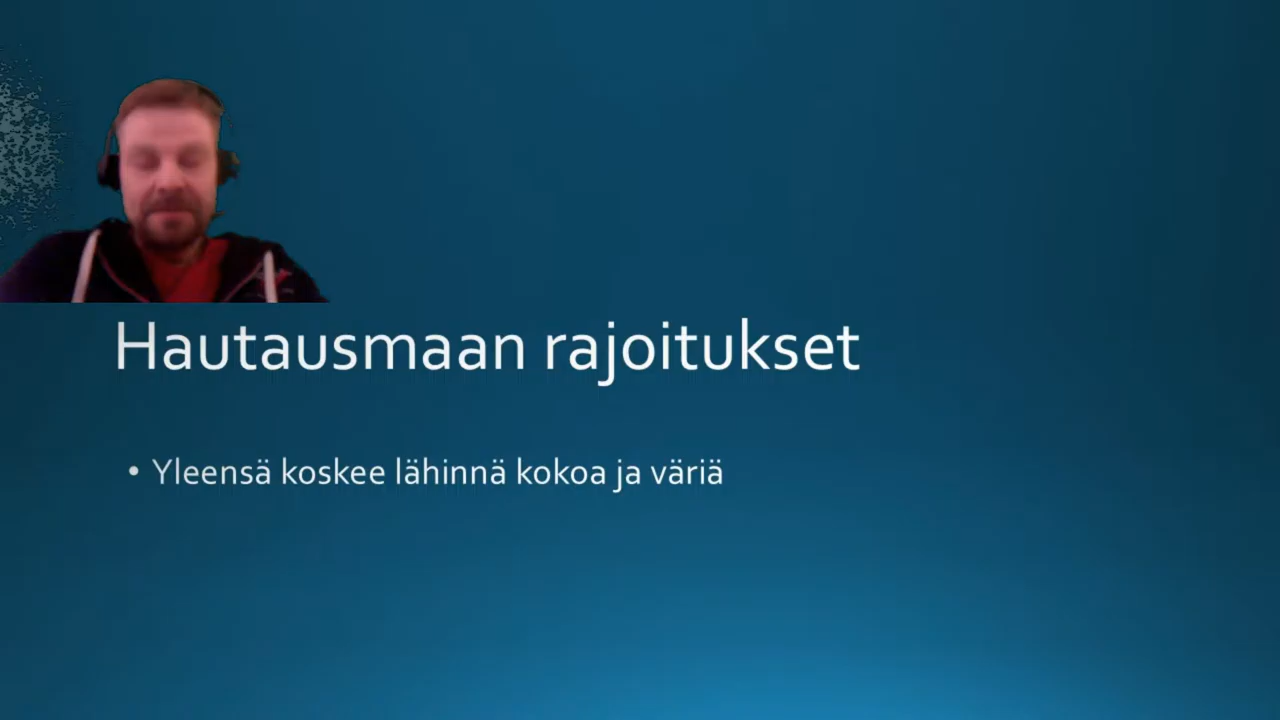 Hautausmaan rajoitukset
• Yleensä koskee lähinnä kokoa ja väriä